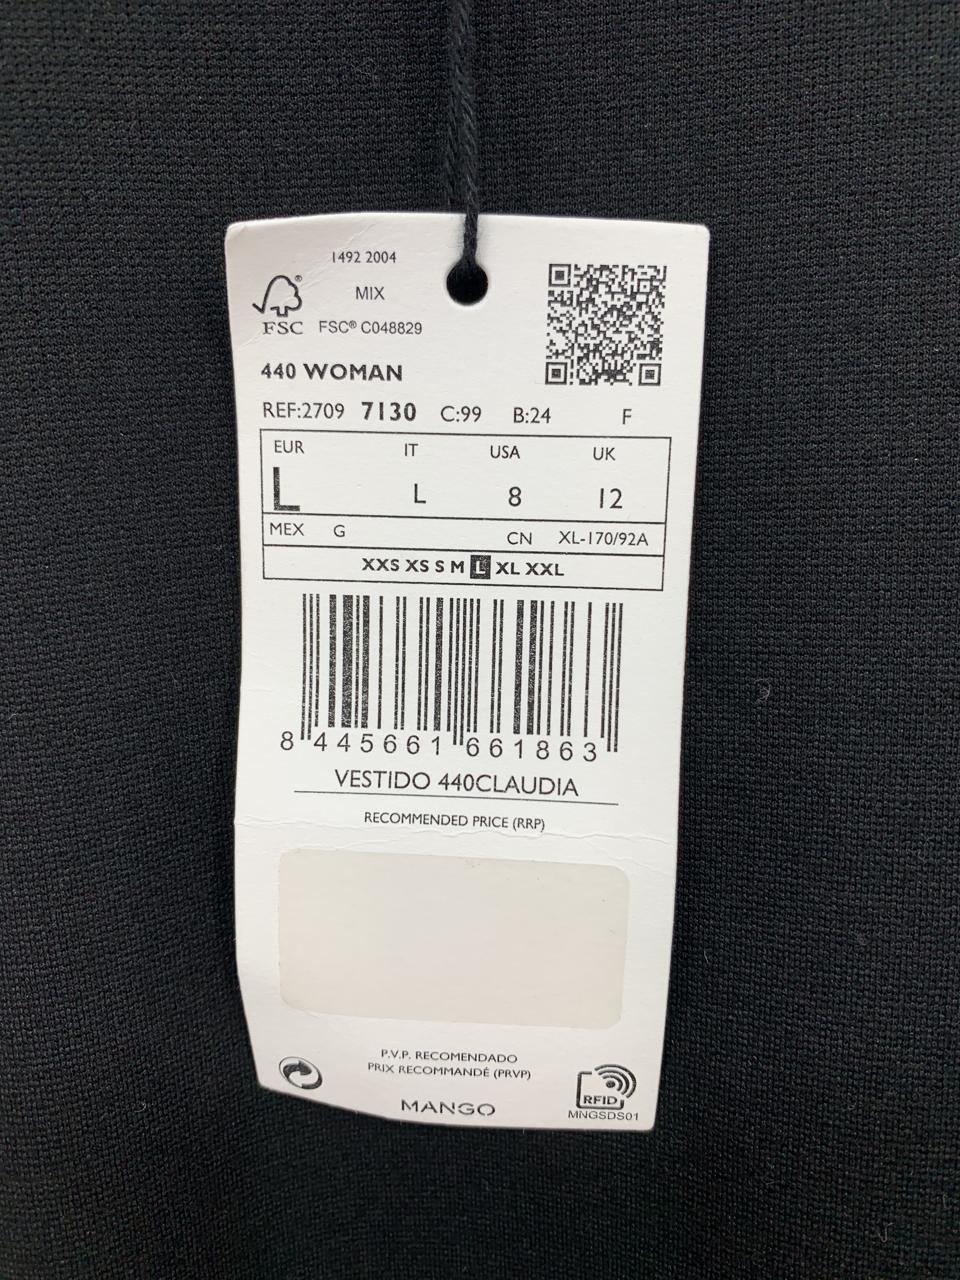 1492 2004
MIX
FSC® C048829
FSC
440 WOMAN
REF:2709 7130 C:99 B:24 F
EUR IT USA UK
L L 8 12
MEX G CN XL-170/92A
XXS XS S M L XL XXL
8 445661 661863
VESTIDO 440CLAUDIA
RECOMMENDED PRICE (RRP)
P.V.P. RECOMENDADO
PRIX RECOMMANDÉ (PRVP)
MANGO
RFID
MNGSDS01